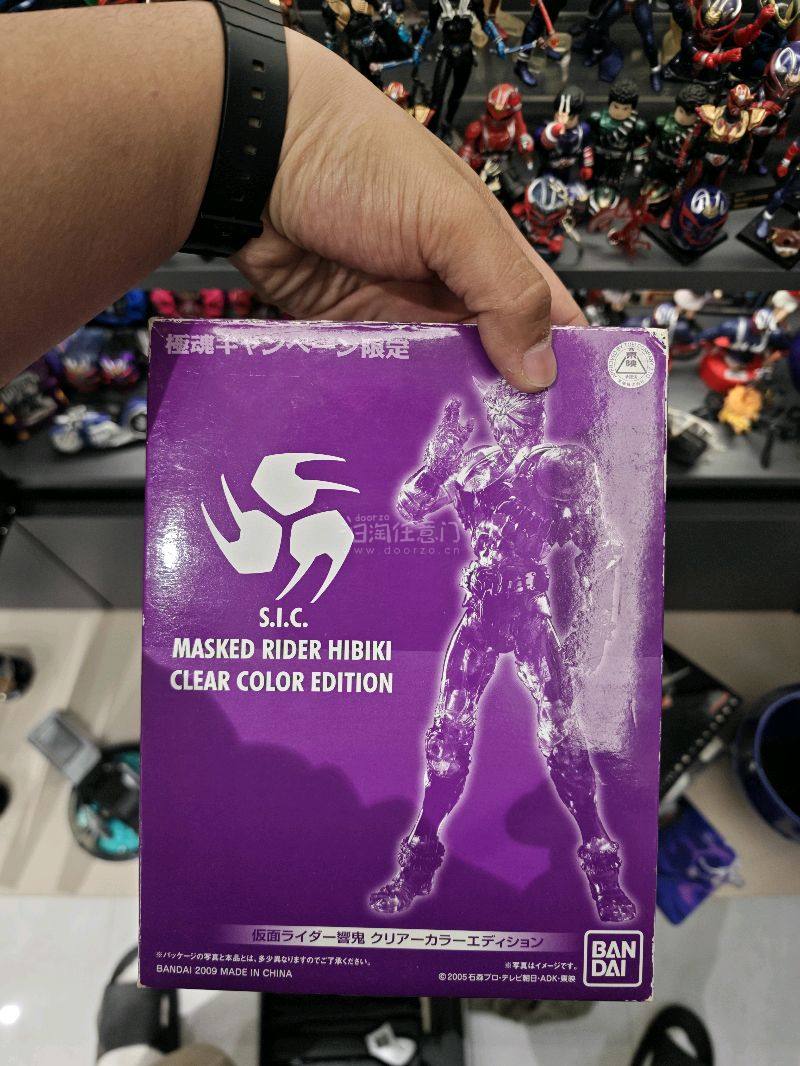 極魂キャンペーン限定
東映
doorzo
日淘任意门
www.doorzo.cn
S.I.C.
MASKED RIDER HIBIKI
CLEAR COLOR EDITION
仮面ライダー響鬼 クリアーカラーエディション
※パッケージの写真と本品とは、多少異なりますのでご了承ください。
※写真はイメージです。
BANDAI 2009 MADE IN CHINA
©2005 石森プロ・テレビ朝日・ADK・東映
BAN
DAI